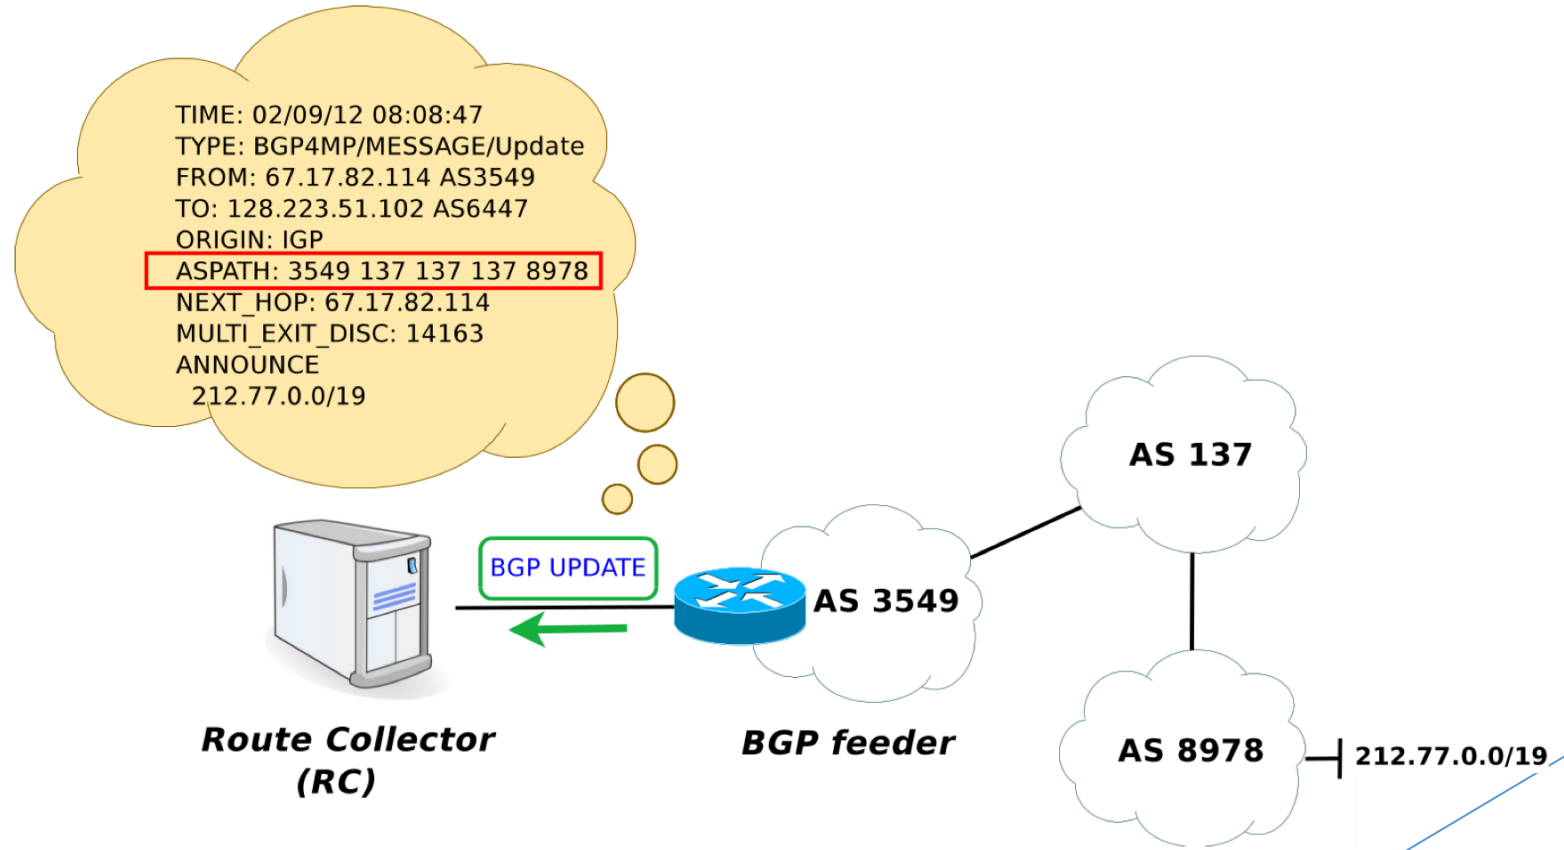 TIME: 02/09/12 08:08:47
TYPE: BGP4MP/MESSAGE/Update
FROM: 67.17.82.114 AS3549
TO: 128.223.51.102 AS6447
ORIGIN: IGP
ASPATH: 3549 137 137 137 8978
NEXT_HOP: 67.17.82.114
MULTI_EXIT_DISC: 14163
ANNOUNCE
212.77.0.0/19
AS 137
BGP UPDATE
AS 3549
Route Collector
(RC)
BGP feeder
AS 8978
212.77.0.0/19